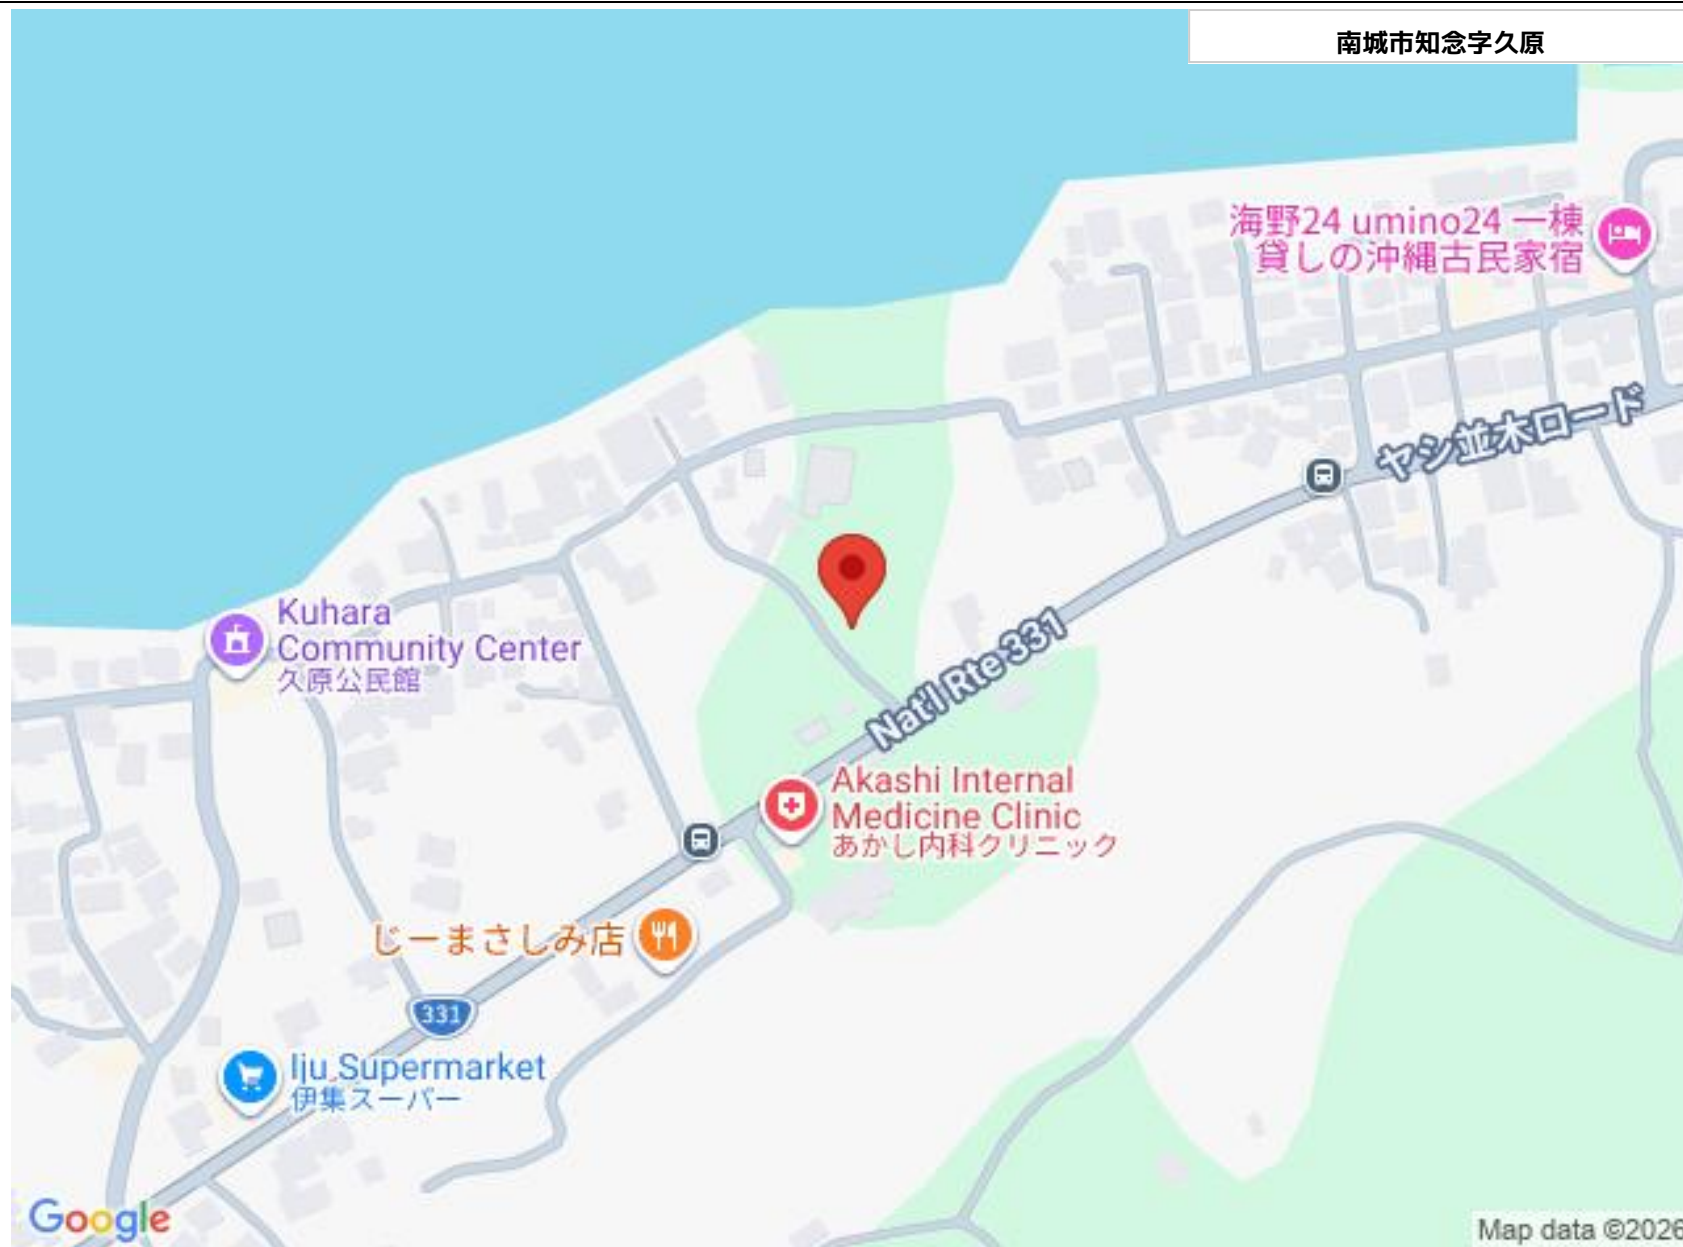 南城市知念字久原
海野24 umino24 一棟
貸しの沖縄古民家宿
ヤシ並木ロード
Kuhara
Community Center
久原公民館
Nat'l Rte 331
Akashi Internal
Medicine Clinic
あかし内科クリニック
じーまさしみ店
331
Iju Supermarket
伊集スーパー
Google
Map data ©2026